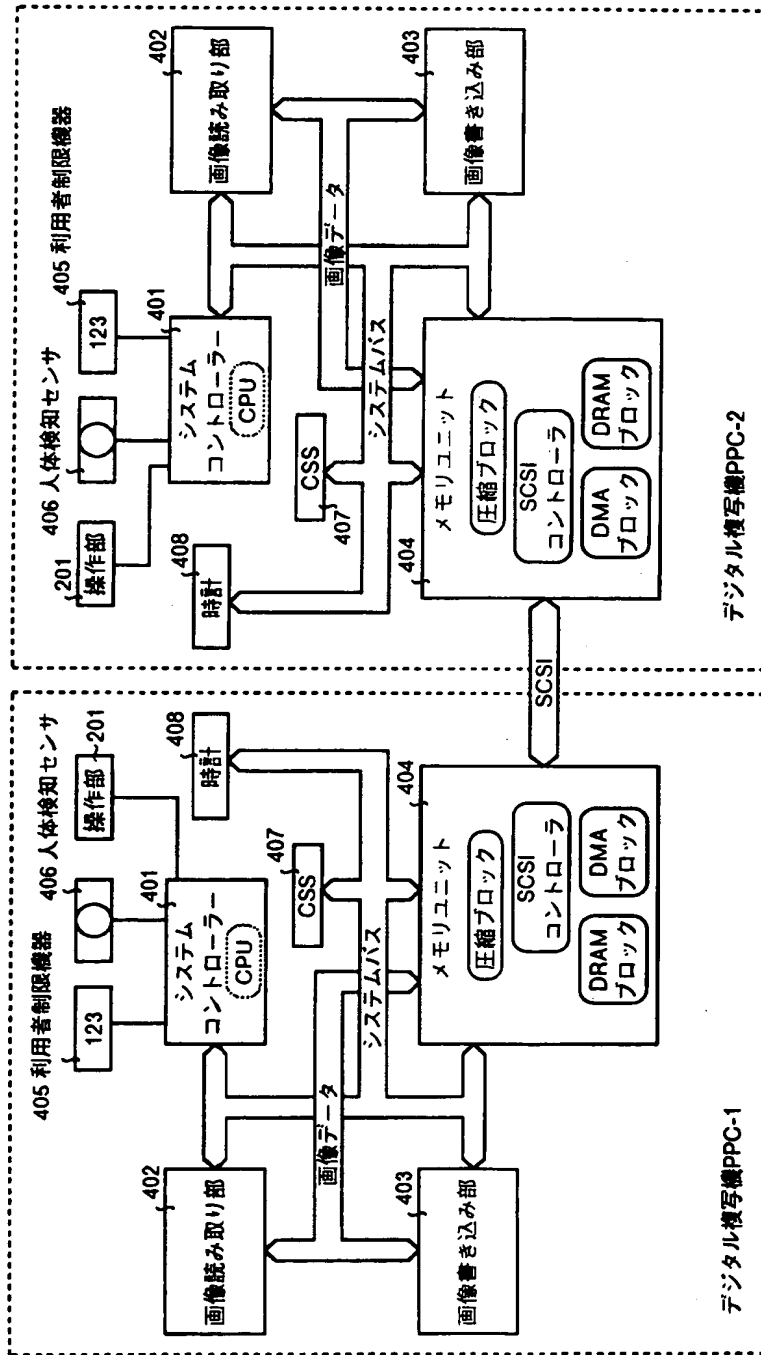 405 利用者制限機器
406 人体検知センサ
123
操作部
201
401
システム
コントローラー
CPU
402
画像読み取り部
408
時計
407
CSS
画像データ
システムバス
403
画像書き込み部
404
メモリユニット
圧縮ブロック
SCSI
コントローラ
DRAM
ブロック
DMA
ブロック
デジタル複写機PPC-1
SCSI
201
操作部
406 人体検知センサ
405 利用者制限機器
123
401
システム
コントローラー
CPU
402
画像読み取り部
408
時計
407
CSS
画像データ
システムバス
403
画像書き込み部
404
メモリユニット
圧縮ブロック
SCSI
コントローラ
DMA
ブロック
DRAM
ブロック
デジタル複写機PPC-2